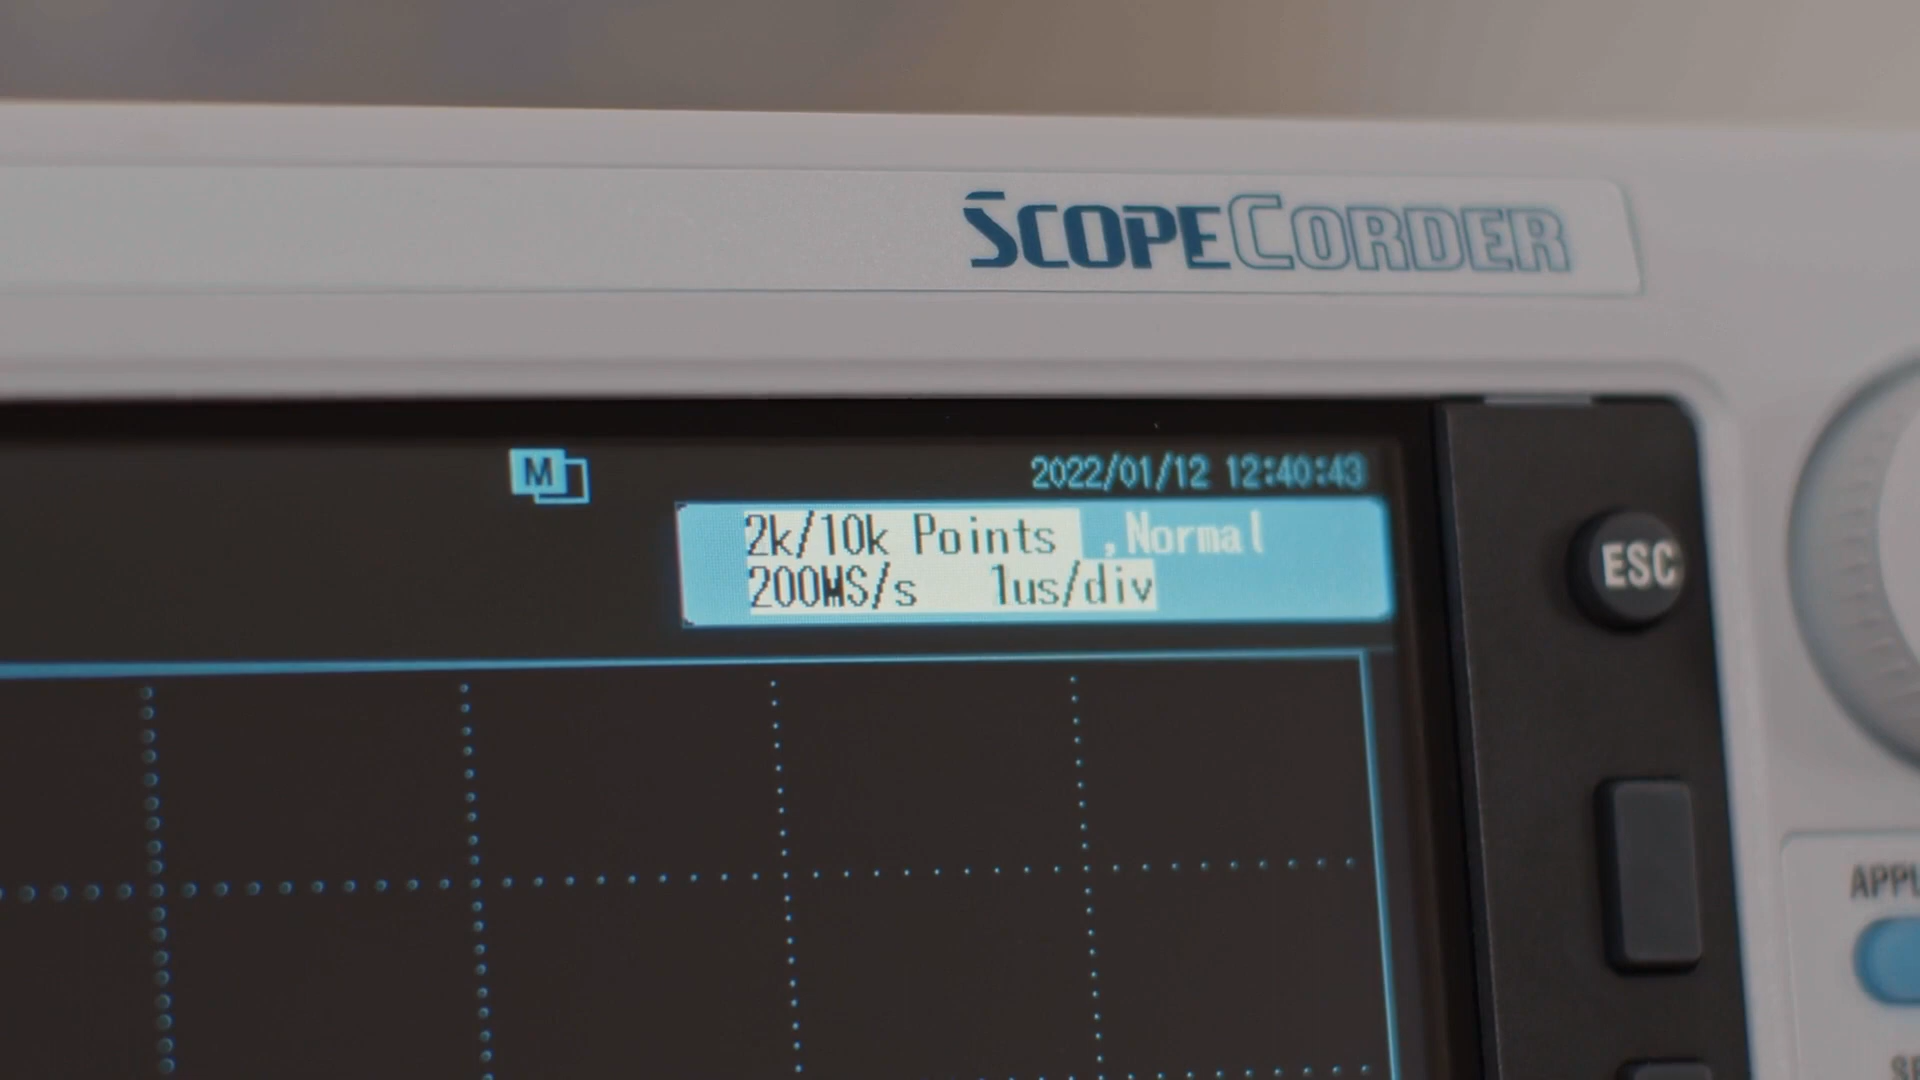 SCOPECORDER
M
2022/01/12 12:40:43
2k/10k Points ,Normal
200MS/s 1us/div
ESC